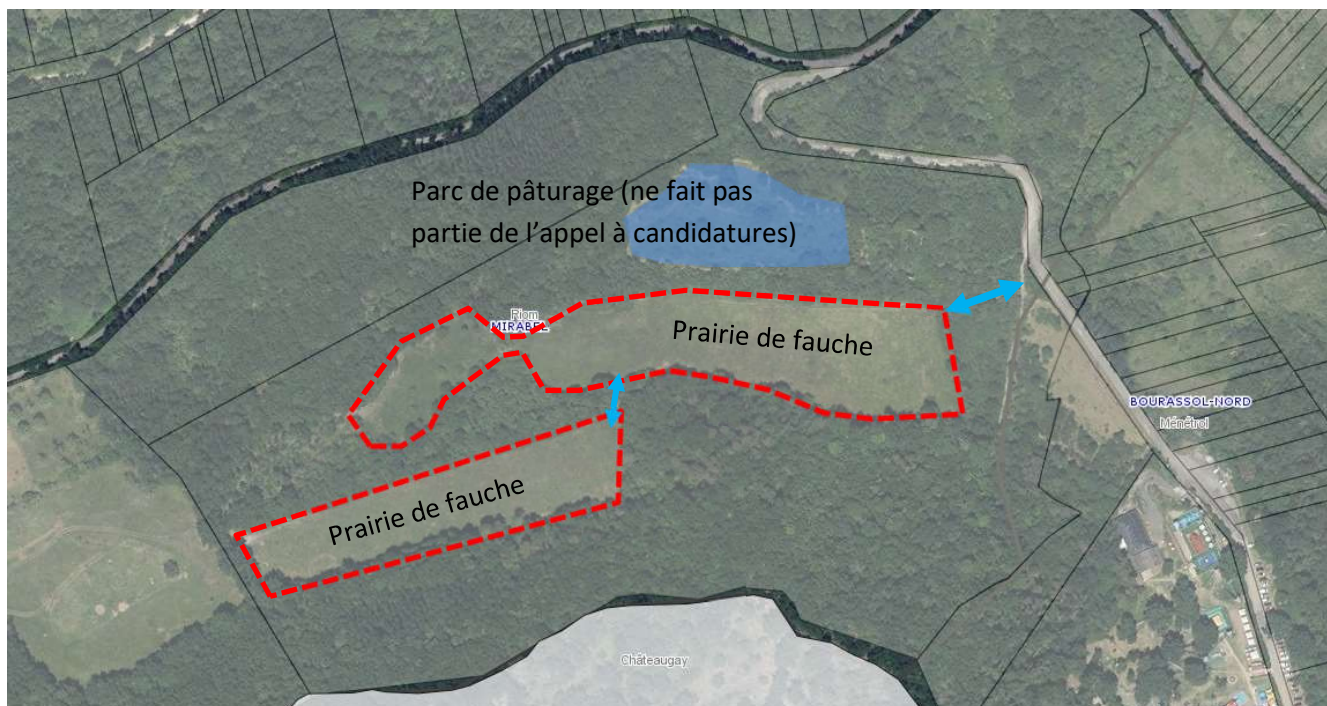 Parc de pâturage (ne fait pas
partie de l’appel à candidatures)
Riom
MIRABEL
Prairie de fauche
BOURASSOL-NORD
Ménétrol
Prairie de fauche
Châteaugay